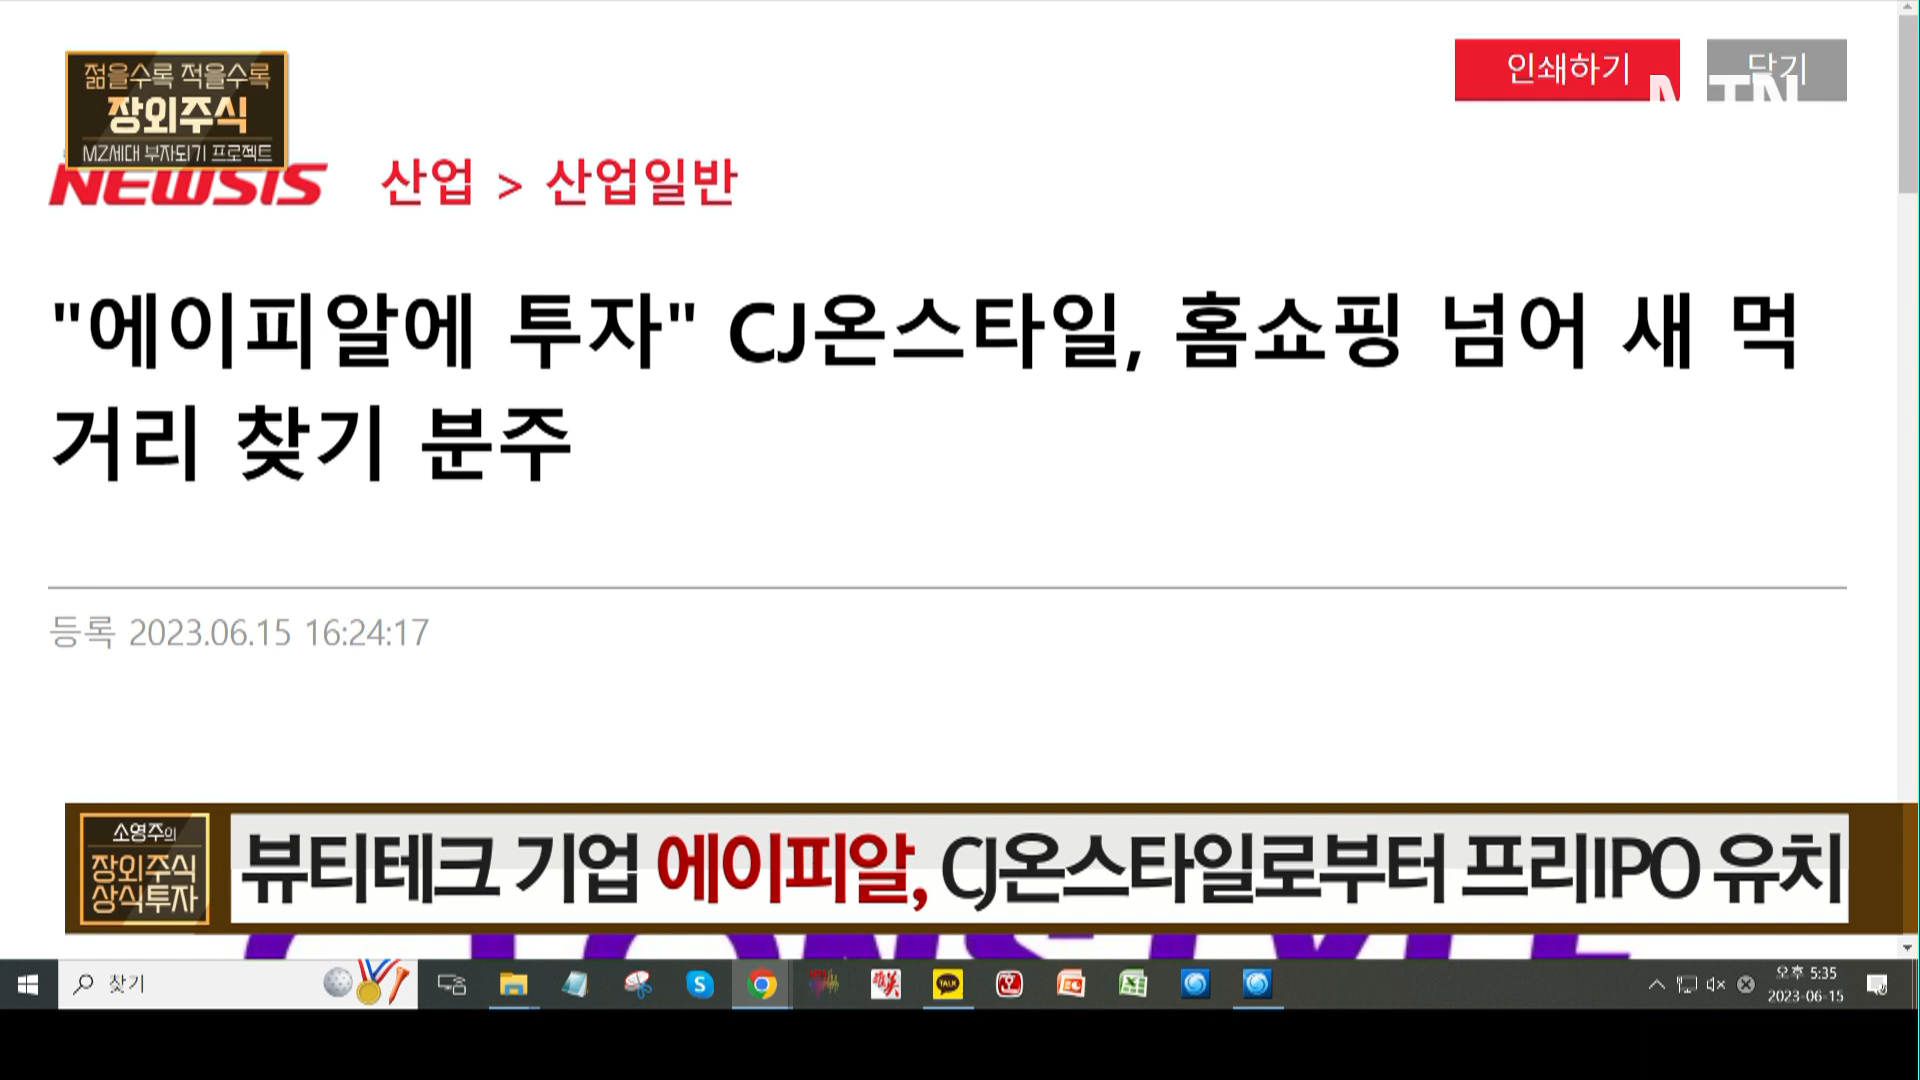 젊을수록 적을수록
장외주식
MZ세대 부자되기 프로젝트
인쇄하기
닫기
MTN
NEWSIS 산업 > 산업일반
"에이피알에 투자" CJ온스타일, 홈쇼핑 넘어 새 먹
거리 찾기 분주
등록 2023.06.15 16:24:17
소영주의
장외주식
상식투자
뷰티테크 기업 에이피알, CJ온스타일로부터 프리IPO 유치
찾기
TALK
오후 5:35
2023-06-15